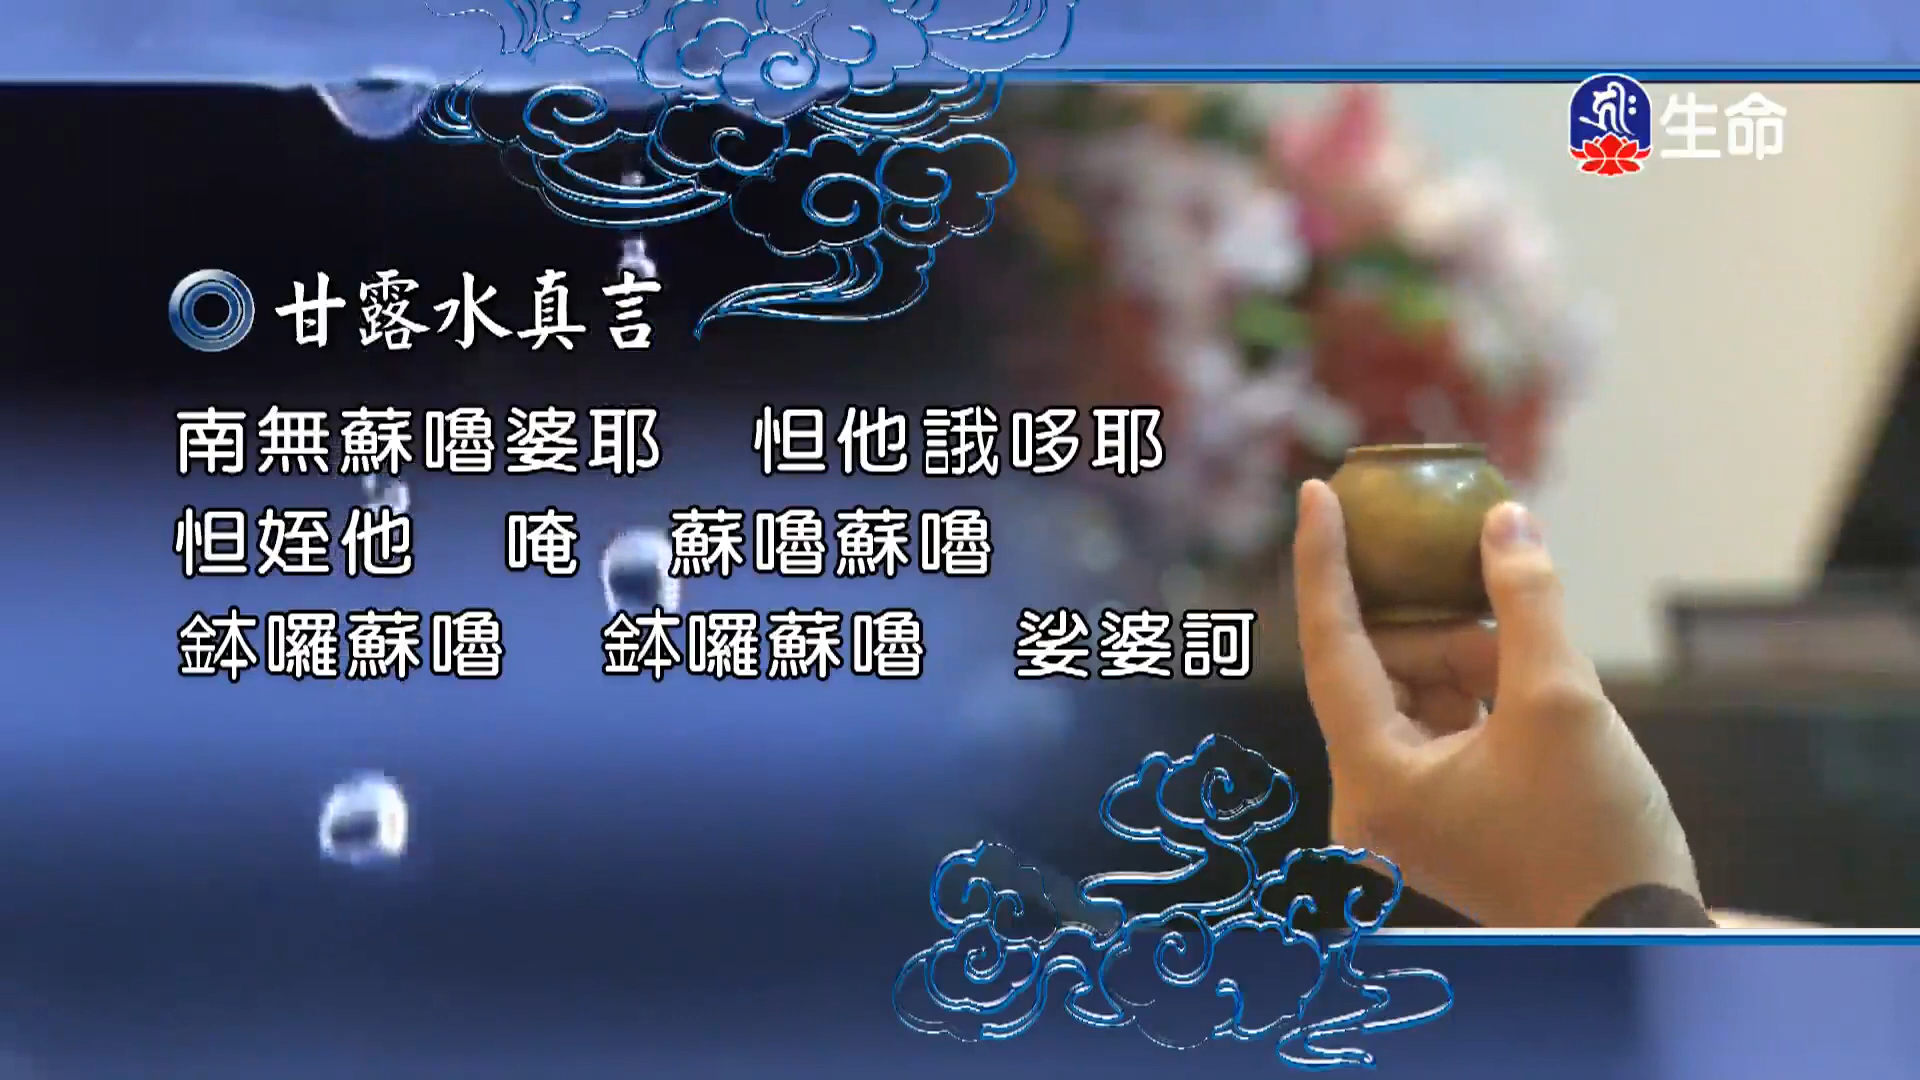 生命
甘露水真言
南無蘇嚕婆耶　怛他誐哆耶
怛姪他　唵　蘇嚕蘇嚕
鉢囉蘇嚕　鉢囉蘇嚕　娑婆訶